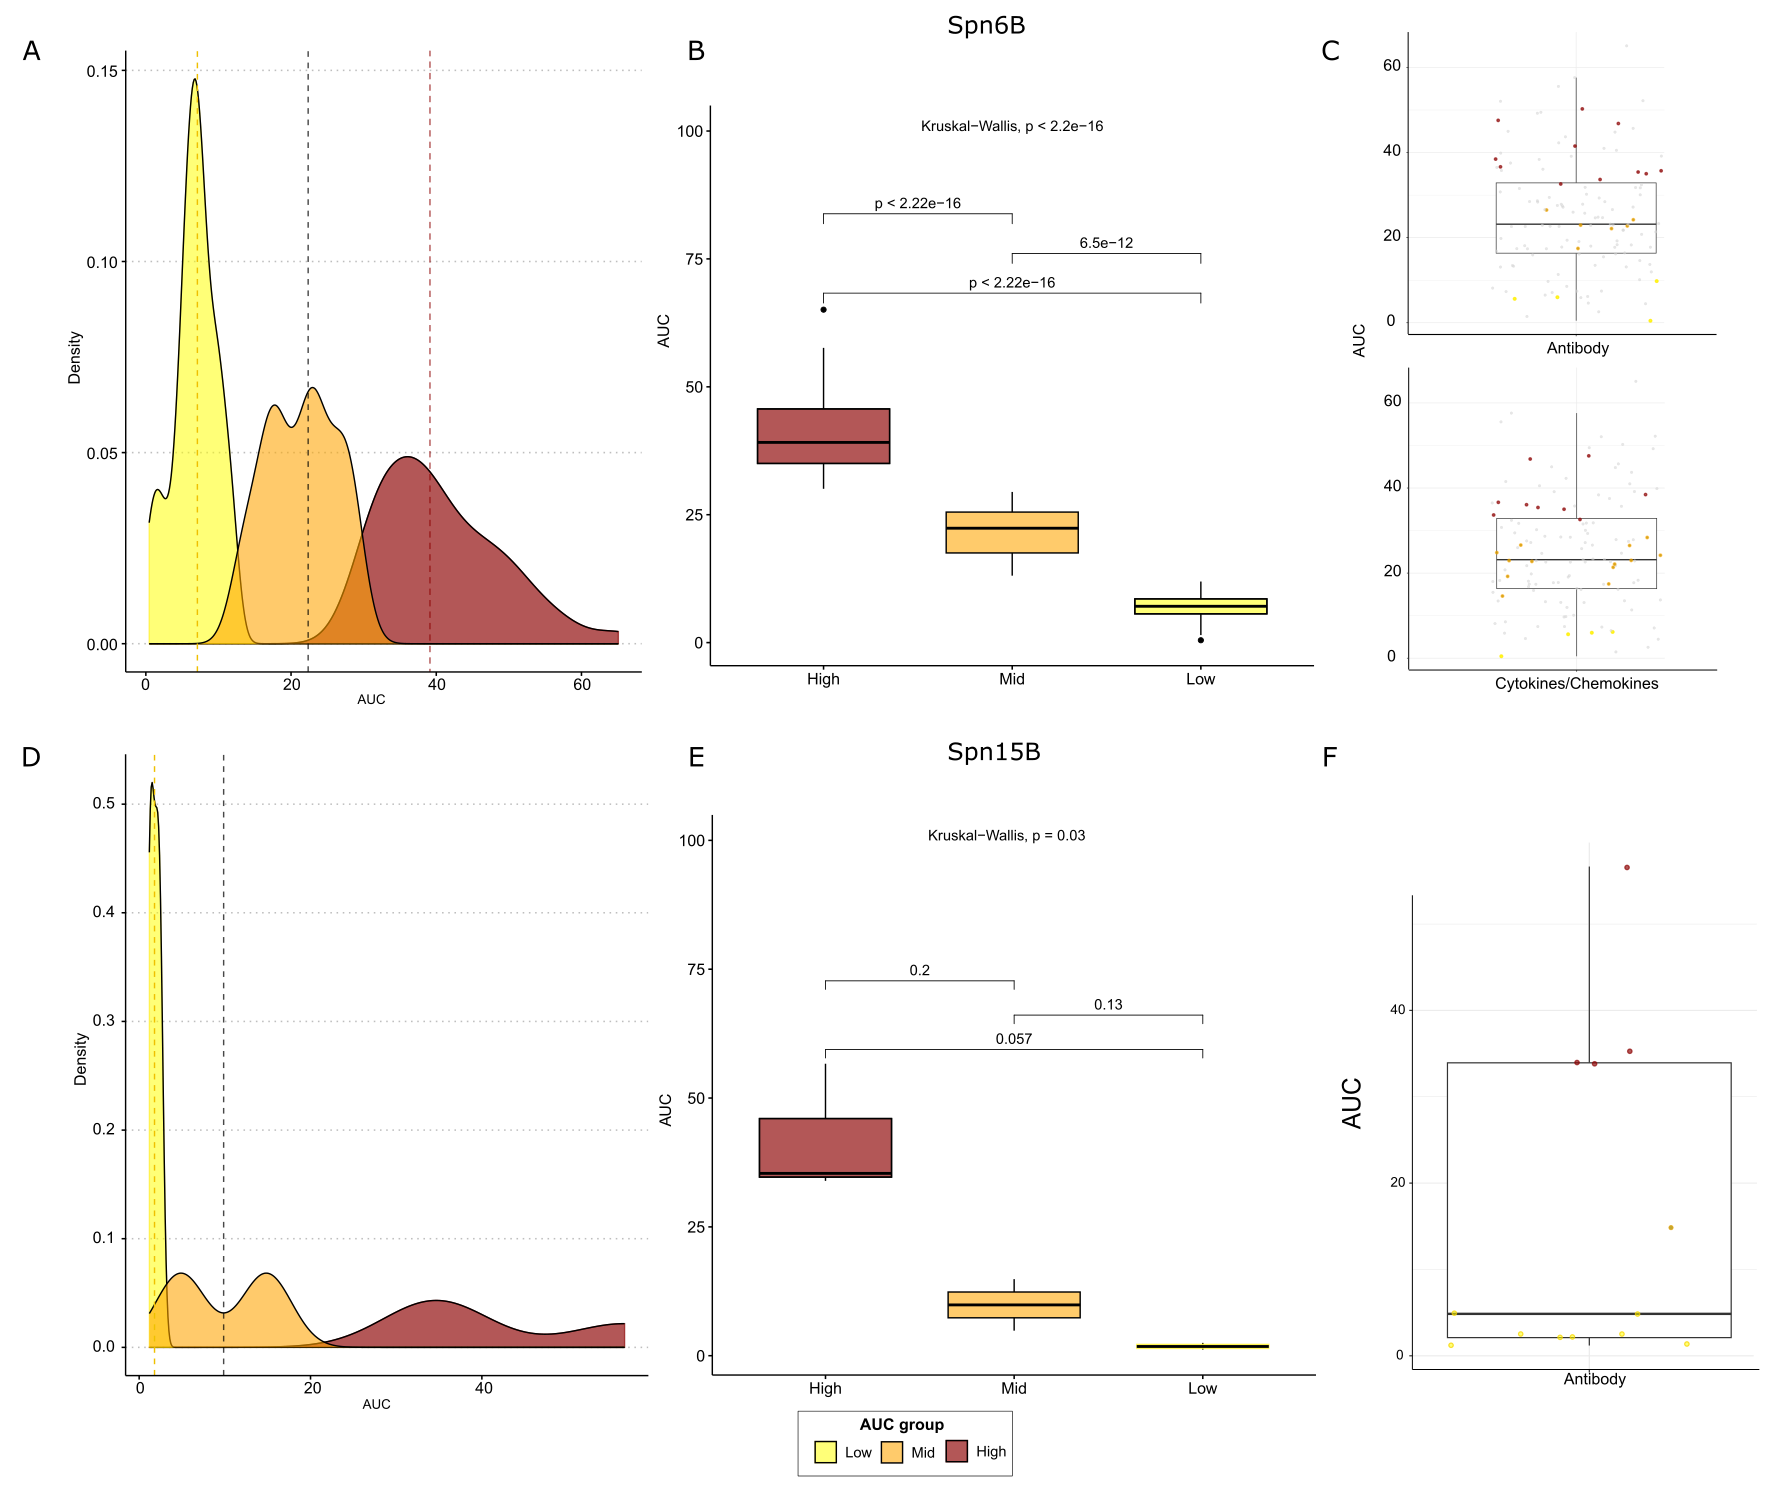 Spn6B
A
0.15
0.10
0.05
0.00
Density
0
20
40
60
AUC
B
Kruskal−Wallis, p < 2.2e−16
p < 2.22e−16
6.5e−12
p < 2.22e−16
100
75
50
25
0
AUC
High
Mid
Low
C
60
40
20
0
Antibody
AUC
60
40
20
0
Cytokines/Chemokines
Spn15B
D
0.5
0.4
0.3
0.2
0.1
0.0
Density
0
20
40
AUC
E
Kruskal−Wallis, p = 0.03
0.2
0.13
0.057
100
75
50
25
0
AUC
High
Mid
Low
F
40
20
0
AUC
Antibody
AUC group
Low
Mid
High